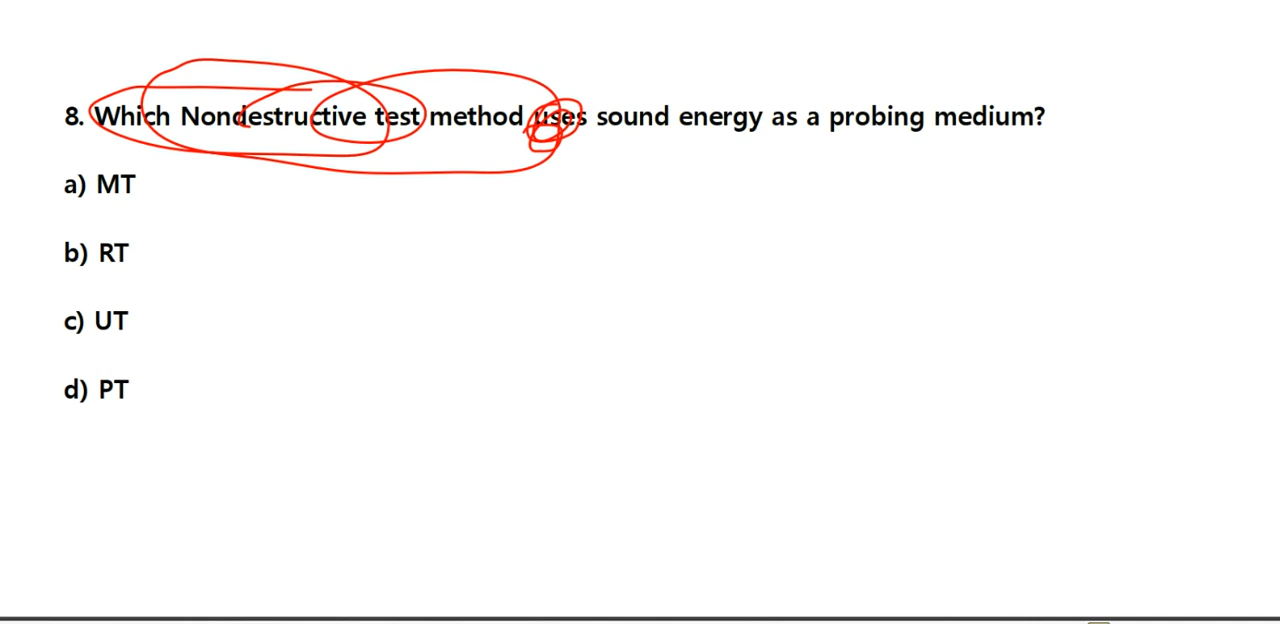 8. Which Nondestructive test method uses sound energy as a probing medium?
a) MT
b) RT
c) UT
d) PT